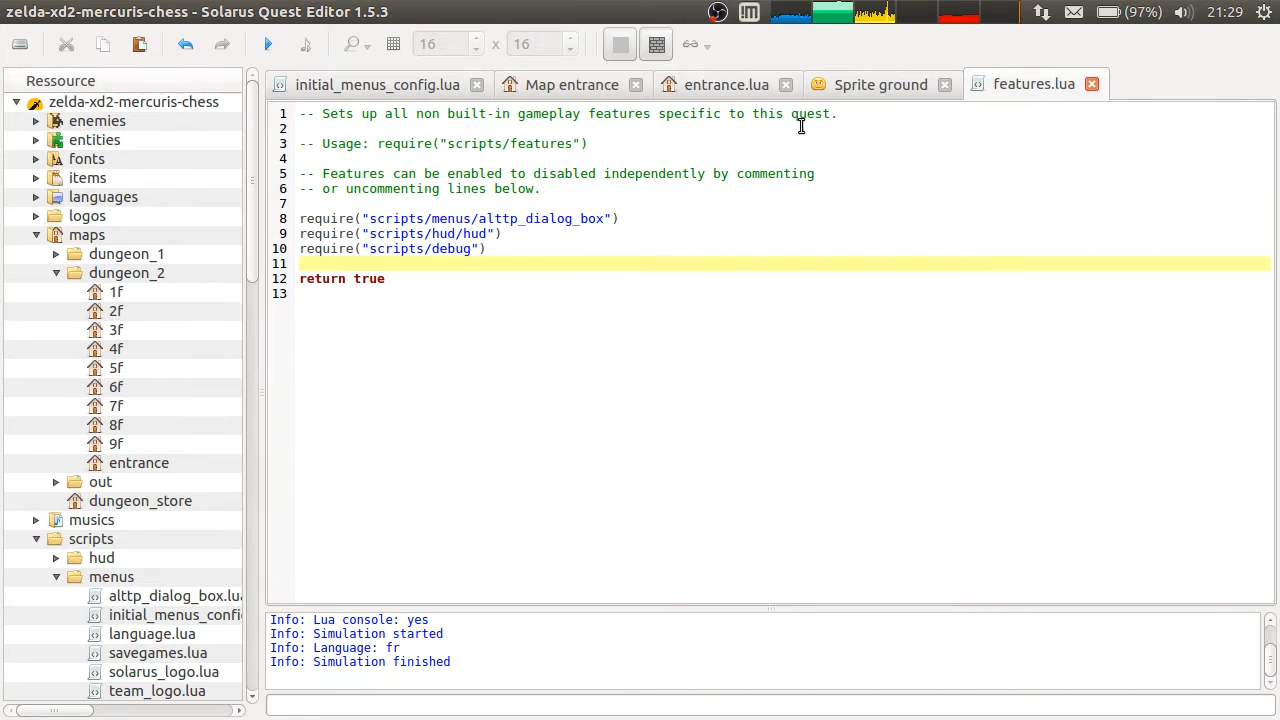 zelda-xd2-mercuris-chess - Solarus Quest Editor 1.5.3
(97%)
21:29
16 x 16
Ressource
zelda-xd2-mercuris-chess
enemies
entities
fonts
items
languages
logos
maps
dungeon_1
dungeon_2
1f
2f
3f
4f
5f
6f
7f
8f
9f
entrance
out
dungeon_store
musics
scripts
hud
menus
alttp_dialog_box.lua
initial_menus_config
language.lua
savegames.lua
solarus_logo.lua
team_logo.lua
initial_menus_config.lua
Map entrance
entrance.lua
Sprite ground
features.lua
1 -- Sets up all non built-in gameplay features specific to this quest.
2
3 -- Usage: require("scripts/features")
4
5 -- Features can be enabled to disabled independently by commenting
6 -- or uncommenting lines below.
7
8 require("scripts/menus/alttp_dialog_box")
9 require("scripts/hud/hud")
10 require("scripts/debug")
11
12 return true
13
Info: Lua console: yes
Info: Simulation started
Info: Language: fr
Info: Simulation finished